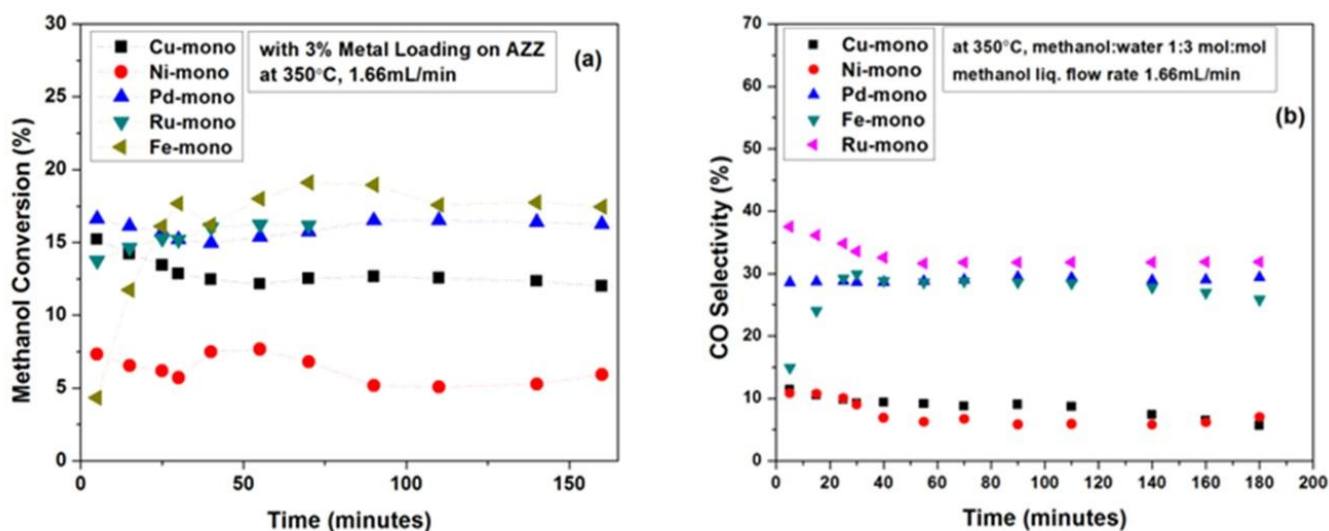 (a)
with 3% Metal Loading on AZZ
at 350°C, 1.66mL/min
Cu-mono
Ni-mono
Pd-mono
Ru-mono
Fe-mono
Methanol Conversion (%)
30
25
20
15
10
5
0
0
50
100
150
Time (minutes)
(b)
at 350°C, methanol:water 1:3 mol:mol
methanol liq. flow rate 1.66mL/min
Cu-mono
Ni-mono
Pd-mono
Fe-mono
Ru-mono
CO Selectivity (%)
70
60
50
40
30
20
10
0
0
20
40
60
80
100
120
140
160
180
200
Time (minutes)